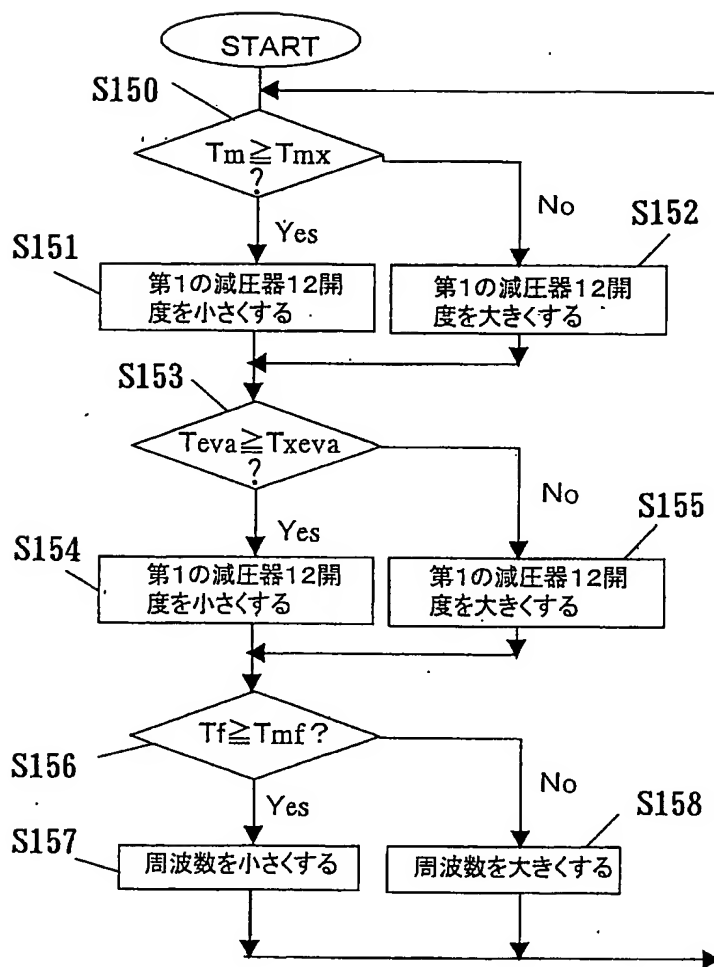 START
S150
Tm≧Tmx
?
Yes
No
S151
第1の減圧器12開
度を小さくする
S152
第1の減圧器12開
度を大きくする
S153
Teva≧Txeva
?
Yes
No
S154
第1の減圧器12開
度を小さくする
S155
第1の減圧器12開
度を大きくする
S156
Tf≧Tmf?
Yes
No
S157
周波数を小さくする
S158
周波数を大きくする